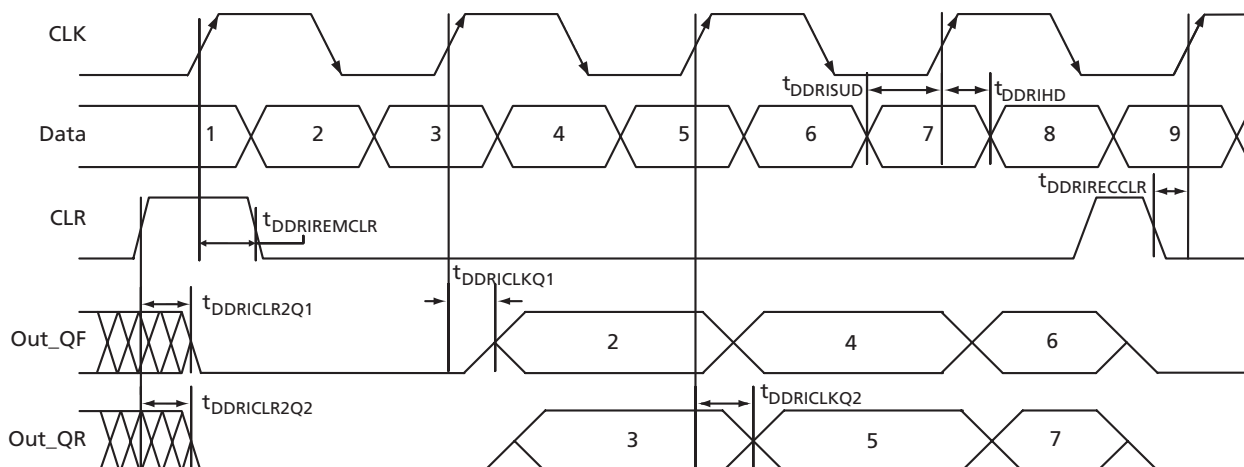 CLK
tDDRISUD
tDDRIHD
Data
1 2 3 4 5 6 7 8 9
CLR
tDDRIREMCLR
tDDRIRECCLR
tDDRICLKQ1
tDDRICLR2Q1
Out_QF
2 4 6
tDDRICLR2Q2
tDDRICLKQ2
Out_QR
3 5 7